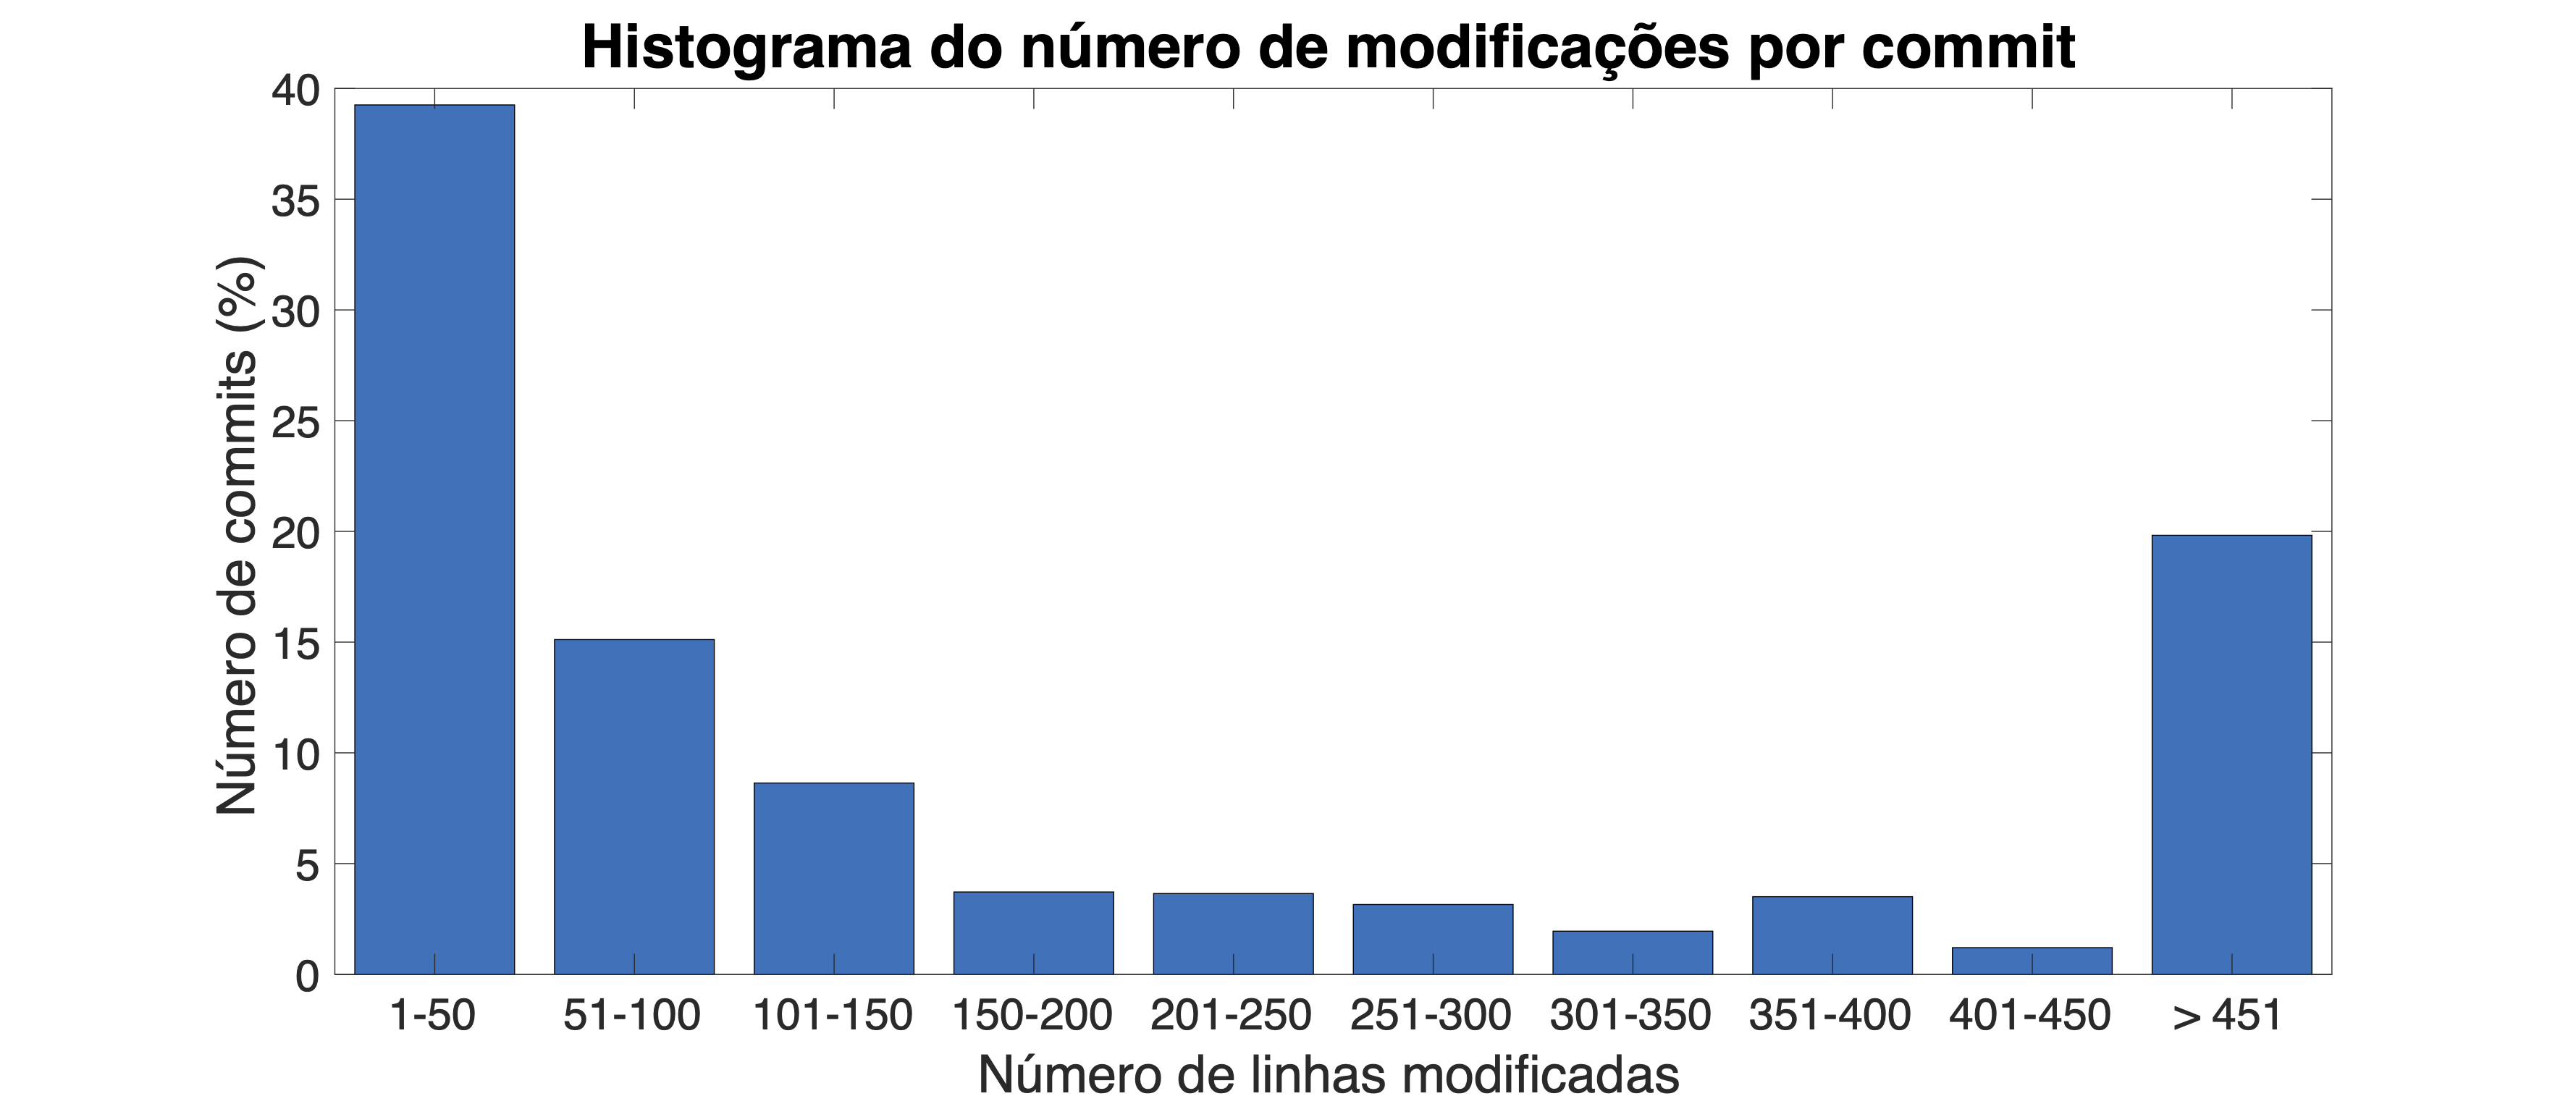 Histograma do número de modificações por commit
Número de commits (%)
40
35
30
25
20
15
10
5
0
1-50 51-100 101-150 150-200 201-250 251-300 301-350 351-400 401-450 > 451
Número de linhas modificadas